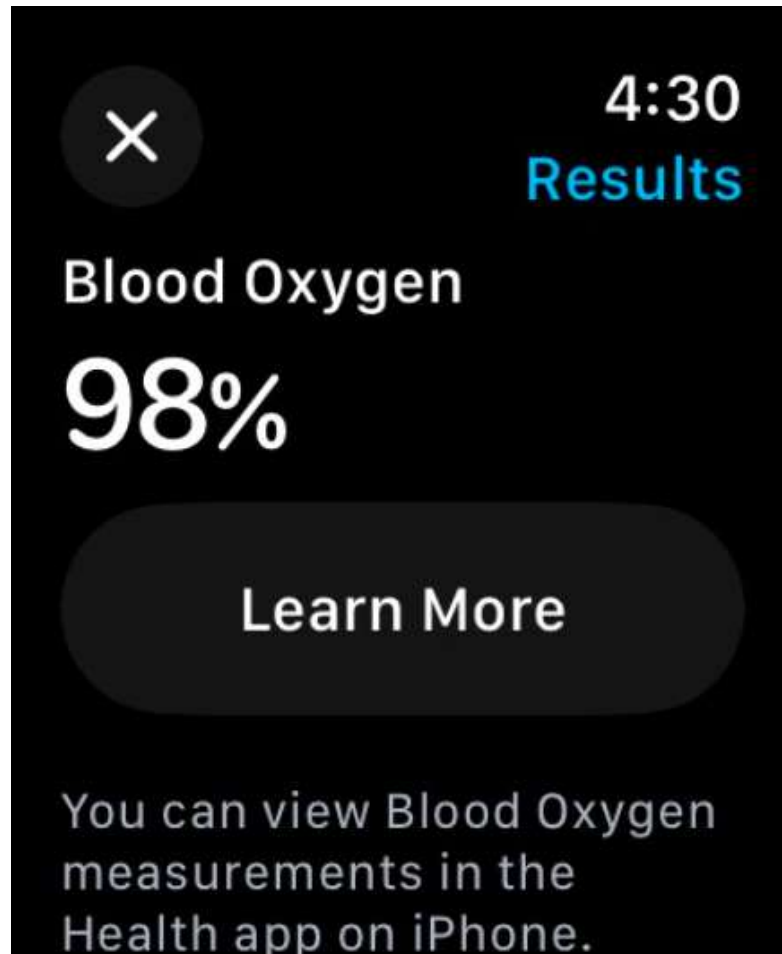 4:30
Results
Blood Oxygen
98%
Learn More
You can view Blood Oxygen
measurements in the
Health app on iPhone.